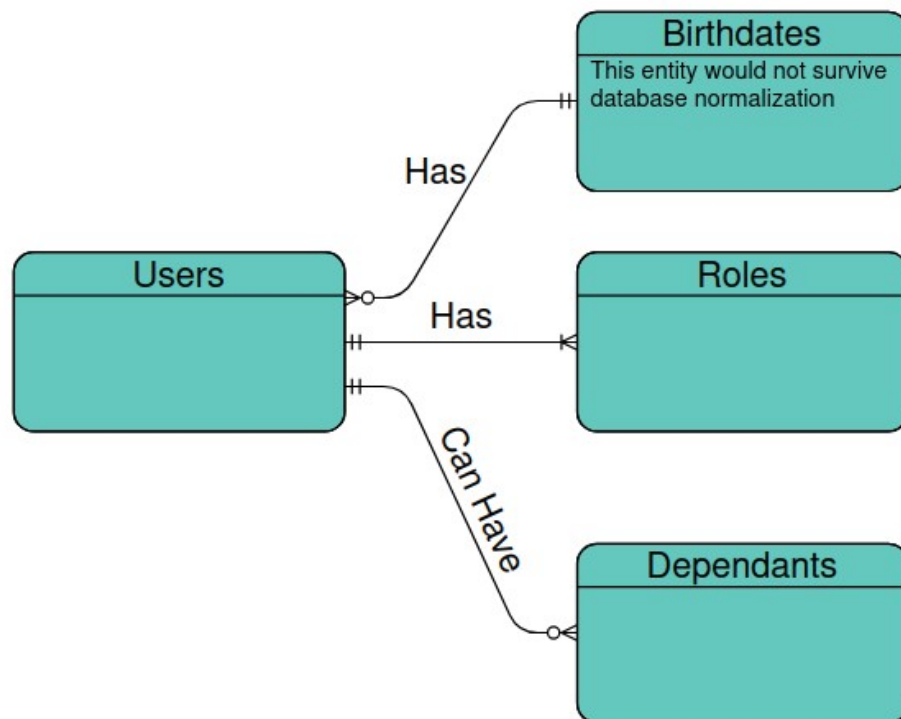 Birthdates
This entity would not survive
database normalization
Has
Users
Roles
Has
Can Have
Dependants